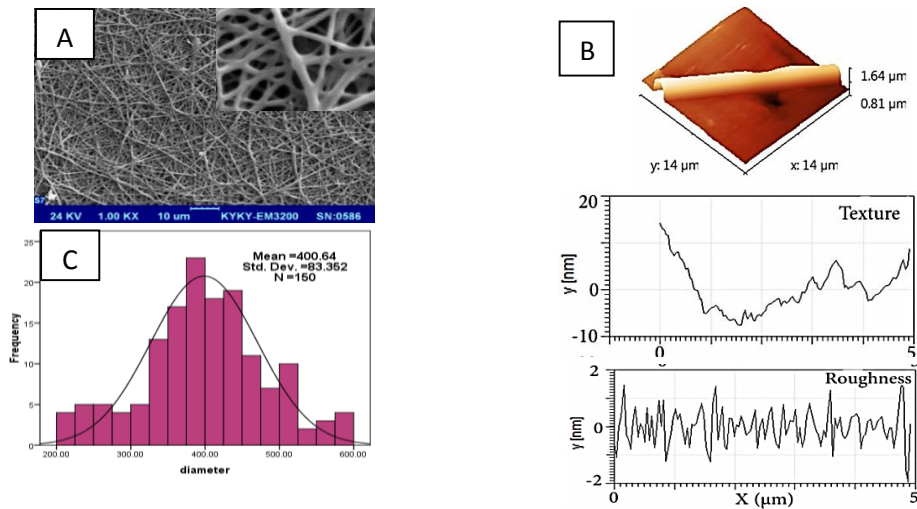 A
S7
24 KV 1.00 KX 10 um KYKY-EM3200 SN:0586
B
1.64 µm
0.81 µm
y: 14 µm
x: 14 µm
Texture
20
y [nm]
0
-10
0
5
Roughness
2
y [nm]
0
-2
0
X (µm)
5
C
Mean =400.64
Std. Dev. =83.352
N =150
Frequency
25
20
15
10
5
0
200.00 300.00 400.00 500.00 600.00
diameter